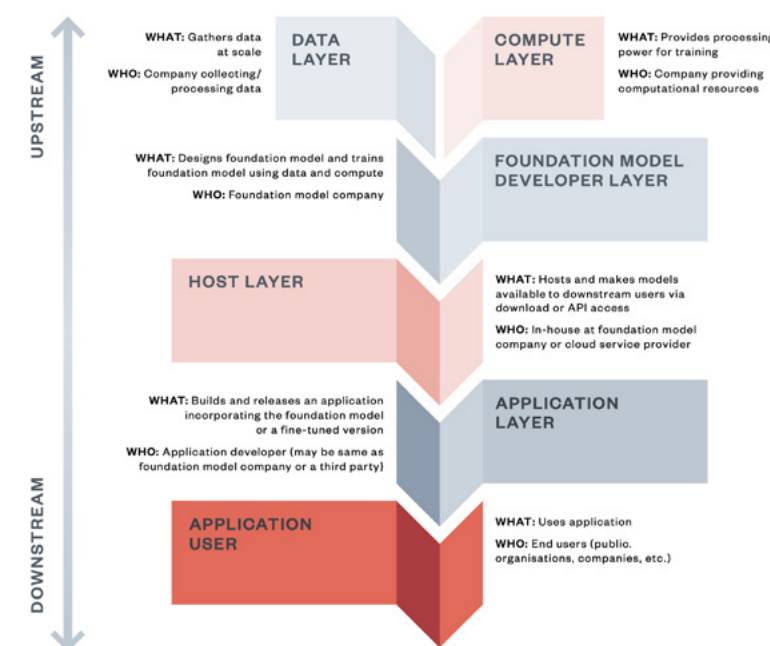 UPSTREAM
WHAT: Gathers data
at scale
WHO: Company collecting/
processing data
DATA
LAYER
COMPUTE
LAYER
WHAT: Provides processing
power for training
WHO: Company providing
computational resources
WHAT: Designs foundation model and trains
foundation model using data and compute
WHO: Foundation model company
FOUNDATION MODEL
DEVELOPER LAYER
HOST LAYER
WHAT: Hosts and makes models
available to downstream users via
download or API access
WHO: In-house at foundation model
company or cloud service provider
WHAT: Builds and releases an application
incorporating the foundation model
or a fine-tuned version
WHO: Application developer (may be same as
foundation model company or a third party)
APPLICATION
LAYER
DOWNSTREAM
APPLICATION
USER
WHAT: Uses application
WHO: End users (public.
organisations, companies, etc.)